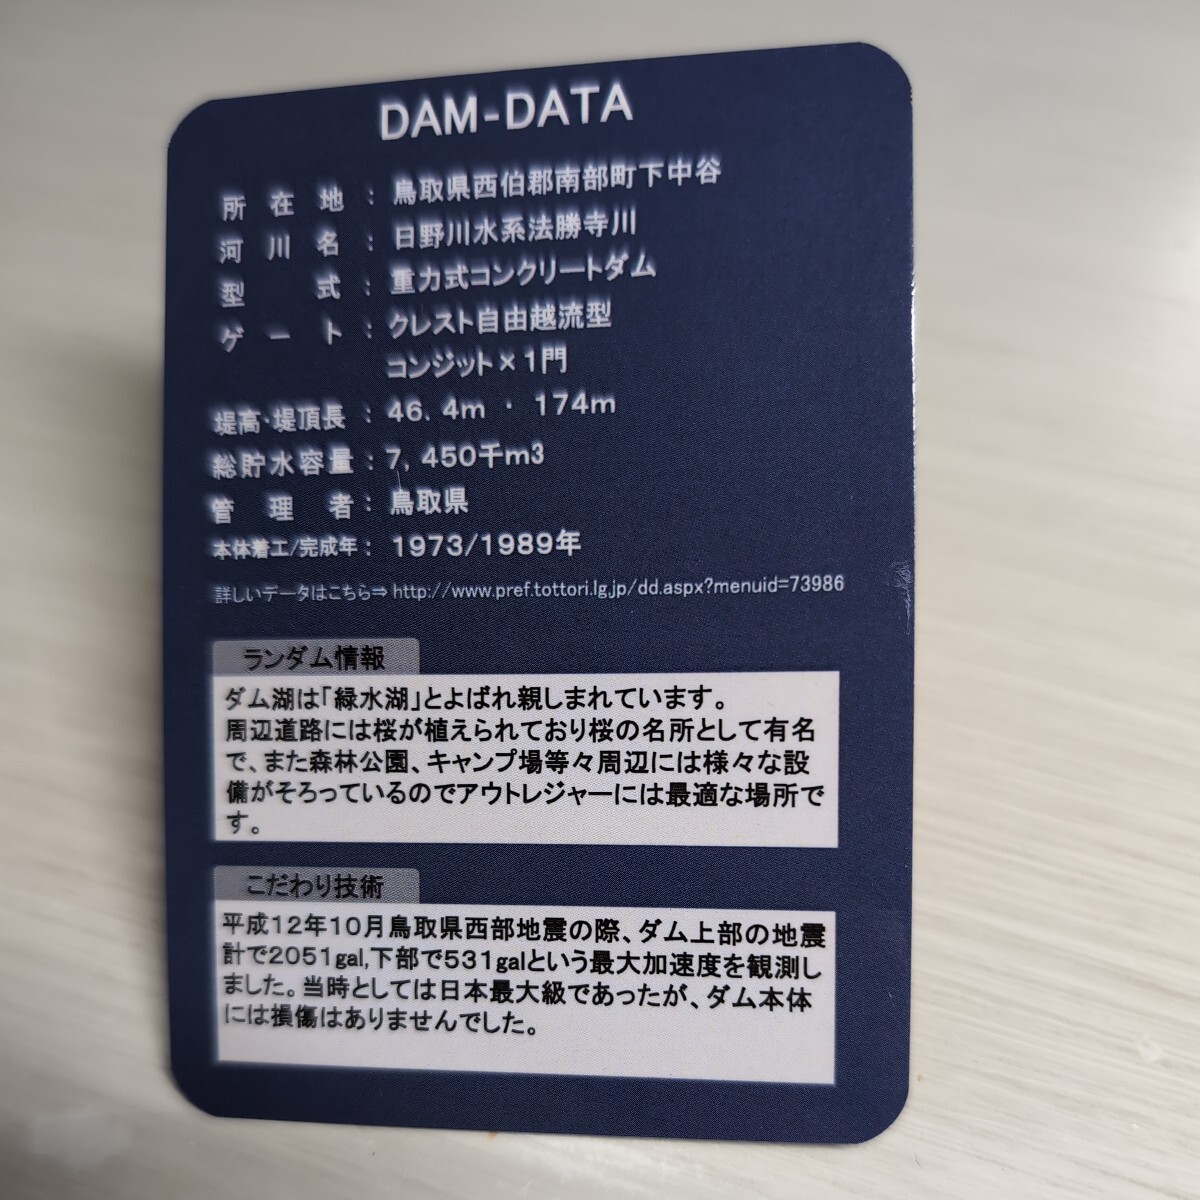 DAM-DATA
所在地：鳥取県西伯郡南部町下中谷
河川名：日野川水系法勝寺川
型式：重力式コンクリートダム
ゲート：クレスト自由越流型
コンジット×1門
堤高・堤頂長：46.4m・174m
総貯水容量：7,450千m3
管理者：鳥取県
本体着工/完成年：1973/1989年
詳しいデータはこちら⇒http://www.pref.tottori.lg.jp/dd.aspx?menuid=73986
ランダム情報
ダム湖は「緑水湖」とよばれ親しまれています。
周辺道路には桜が植えられており桜の名所として有名
で、また森林公園、キャンプ場等々周辺には様々な設
備がそろっているのでアウトレジャーには最適な場所で
す。
こだわり技術
平成12年10月鳥取県西部地震の際、ダム上部の地震
計で2051gal,下部で531galという最大加速度を観測し
ました。当時としては日本最大級であったが、ダム本体
には損傷はありませんでした。